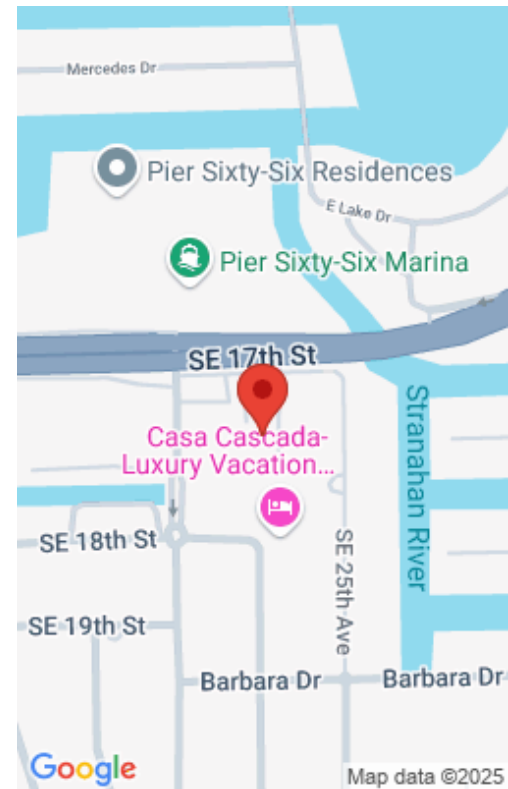 Mercedes Dr
Pier Sixty-Six Residences
E Lake Dr
Pier Sixty-Six Marina
SE 17th St
Casa Cascada-
Luxury Vacation...
Stranahan River
SE 18th St
SE 25th Ave
SE 19th St
Barbara Dr
Barbara Dr
Google
Map data ©2025